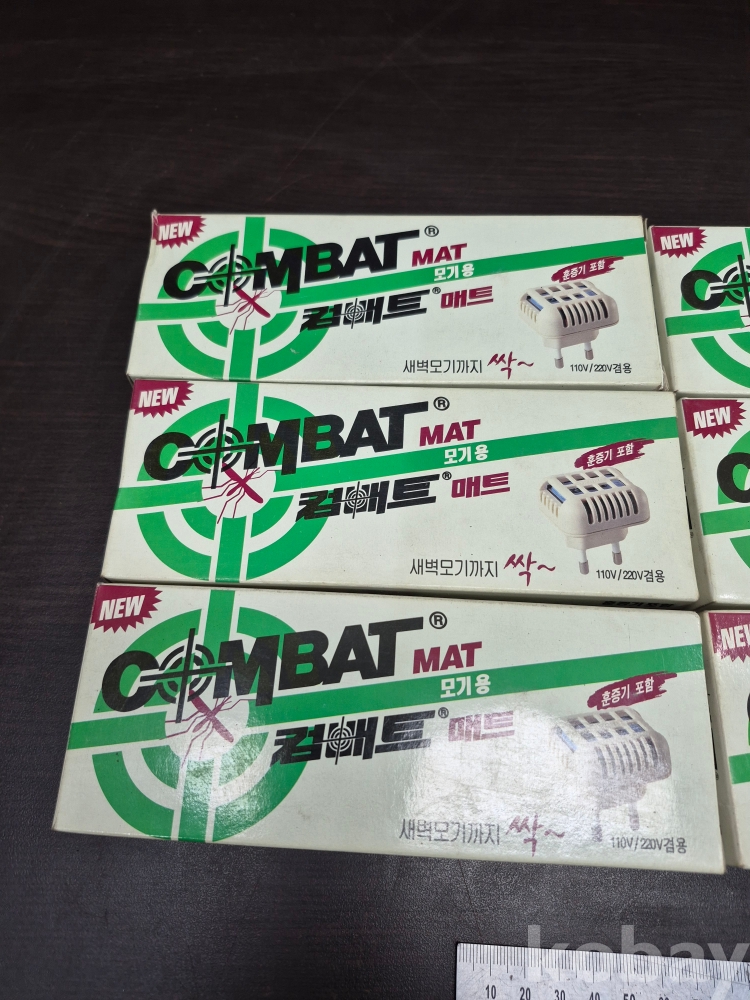 NEW
COMBAT® MAT
모기용
컴배트® 매트
훈증기 포함
새벽모기까지 싹~
110V/220V겸용
NEW
NEW
COMBAT® MAT
모기용
컴배트® 매트
훈증기 포함
새벽모기까지 싹~
110V/220V겸용
NEW
NEW
COMBAT® MAT
모기용
컴배트® 매트
훈증기 포함
새벽모기까지 싹~
110V/220V겸용
kobay
10 20 30 40 50 60